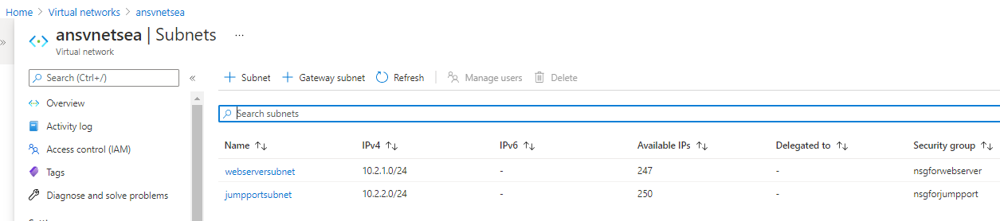 Home > Virtual networks > ansvnetsea
»
ansvnetsea | Subnets ...
Virtual network
Search (Ctrl+/) «
+ Subnet + Gateway subnet Refresh Manage users Delete
Search subnets
Overview
Activity log
Access control (IAM)
Tags
Diagnose and solve problems
Name ↑↓ IPv4 ↑↓ IPv6 ↑↓ Available IPs ↑↓ Delegated to ↑↓ Security group ↑↓
webserversubnet 10.2.1.0/24 - 247 - nsgforwebserver
jumpportsubnet 10.2.2.0/24 - 250 - nsgforjumpport